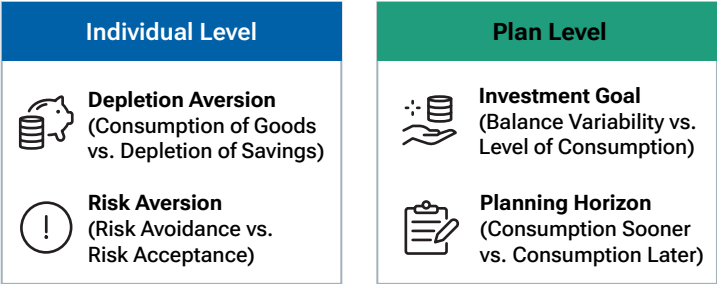 Individual Level
Depletion Aversion
(Consumption of Goods
vs. Depletion of Savings)
Risk Aversion
(Risk Avoidance vs.
Risk Acceptance)
Plan Level
Investment Goal
(Balance Variability vs.
Level of Consumption)
Planning Horizon
(Consumption Sooner
vs. Consumption Later)